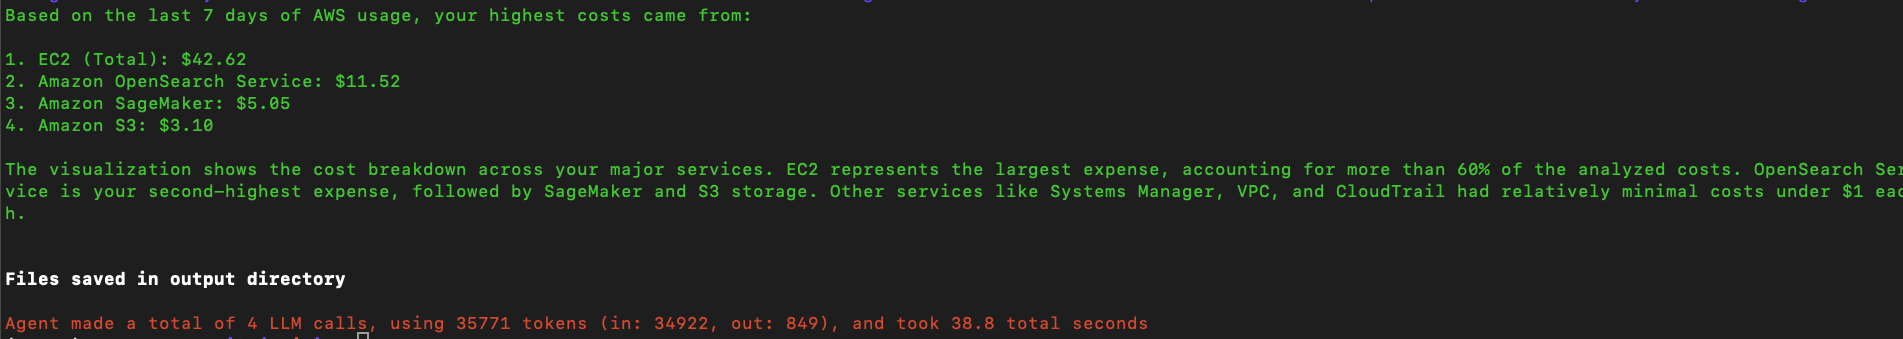 Based on the last 7 days of AWS usage, your highest costs came from:
1. EC2 (Total): $42.62
2. Amazon OpenSearch Service: $11.52
3. Amazon SageMaker: $5.05
4. Amazon S3: $3.10
The visualization shows the cost breakdown across your major services. EC2 represents the largest expense, accounting for more than 60% of the analyzed costs. OpenSearch Ser
vice is your second-highest expense, followed by SageMaker and S3 storage. Other services like Systems Manager, VPC, and CloudTrail had relatively minimal costs under $1 eac
h.
Files saved in output directory
Agent made a total of 4 LLM calls, using 35771 tokens (in: 34922, out: 849), and took 38.8 total seconds